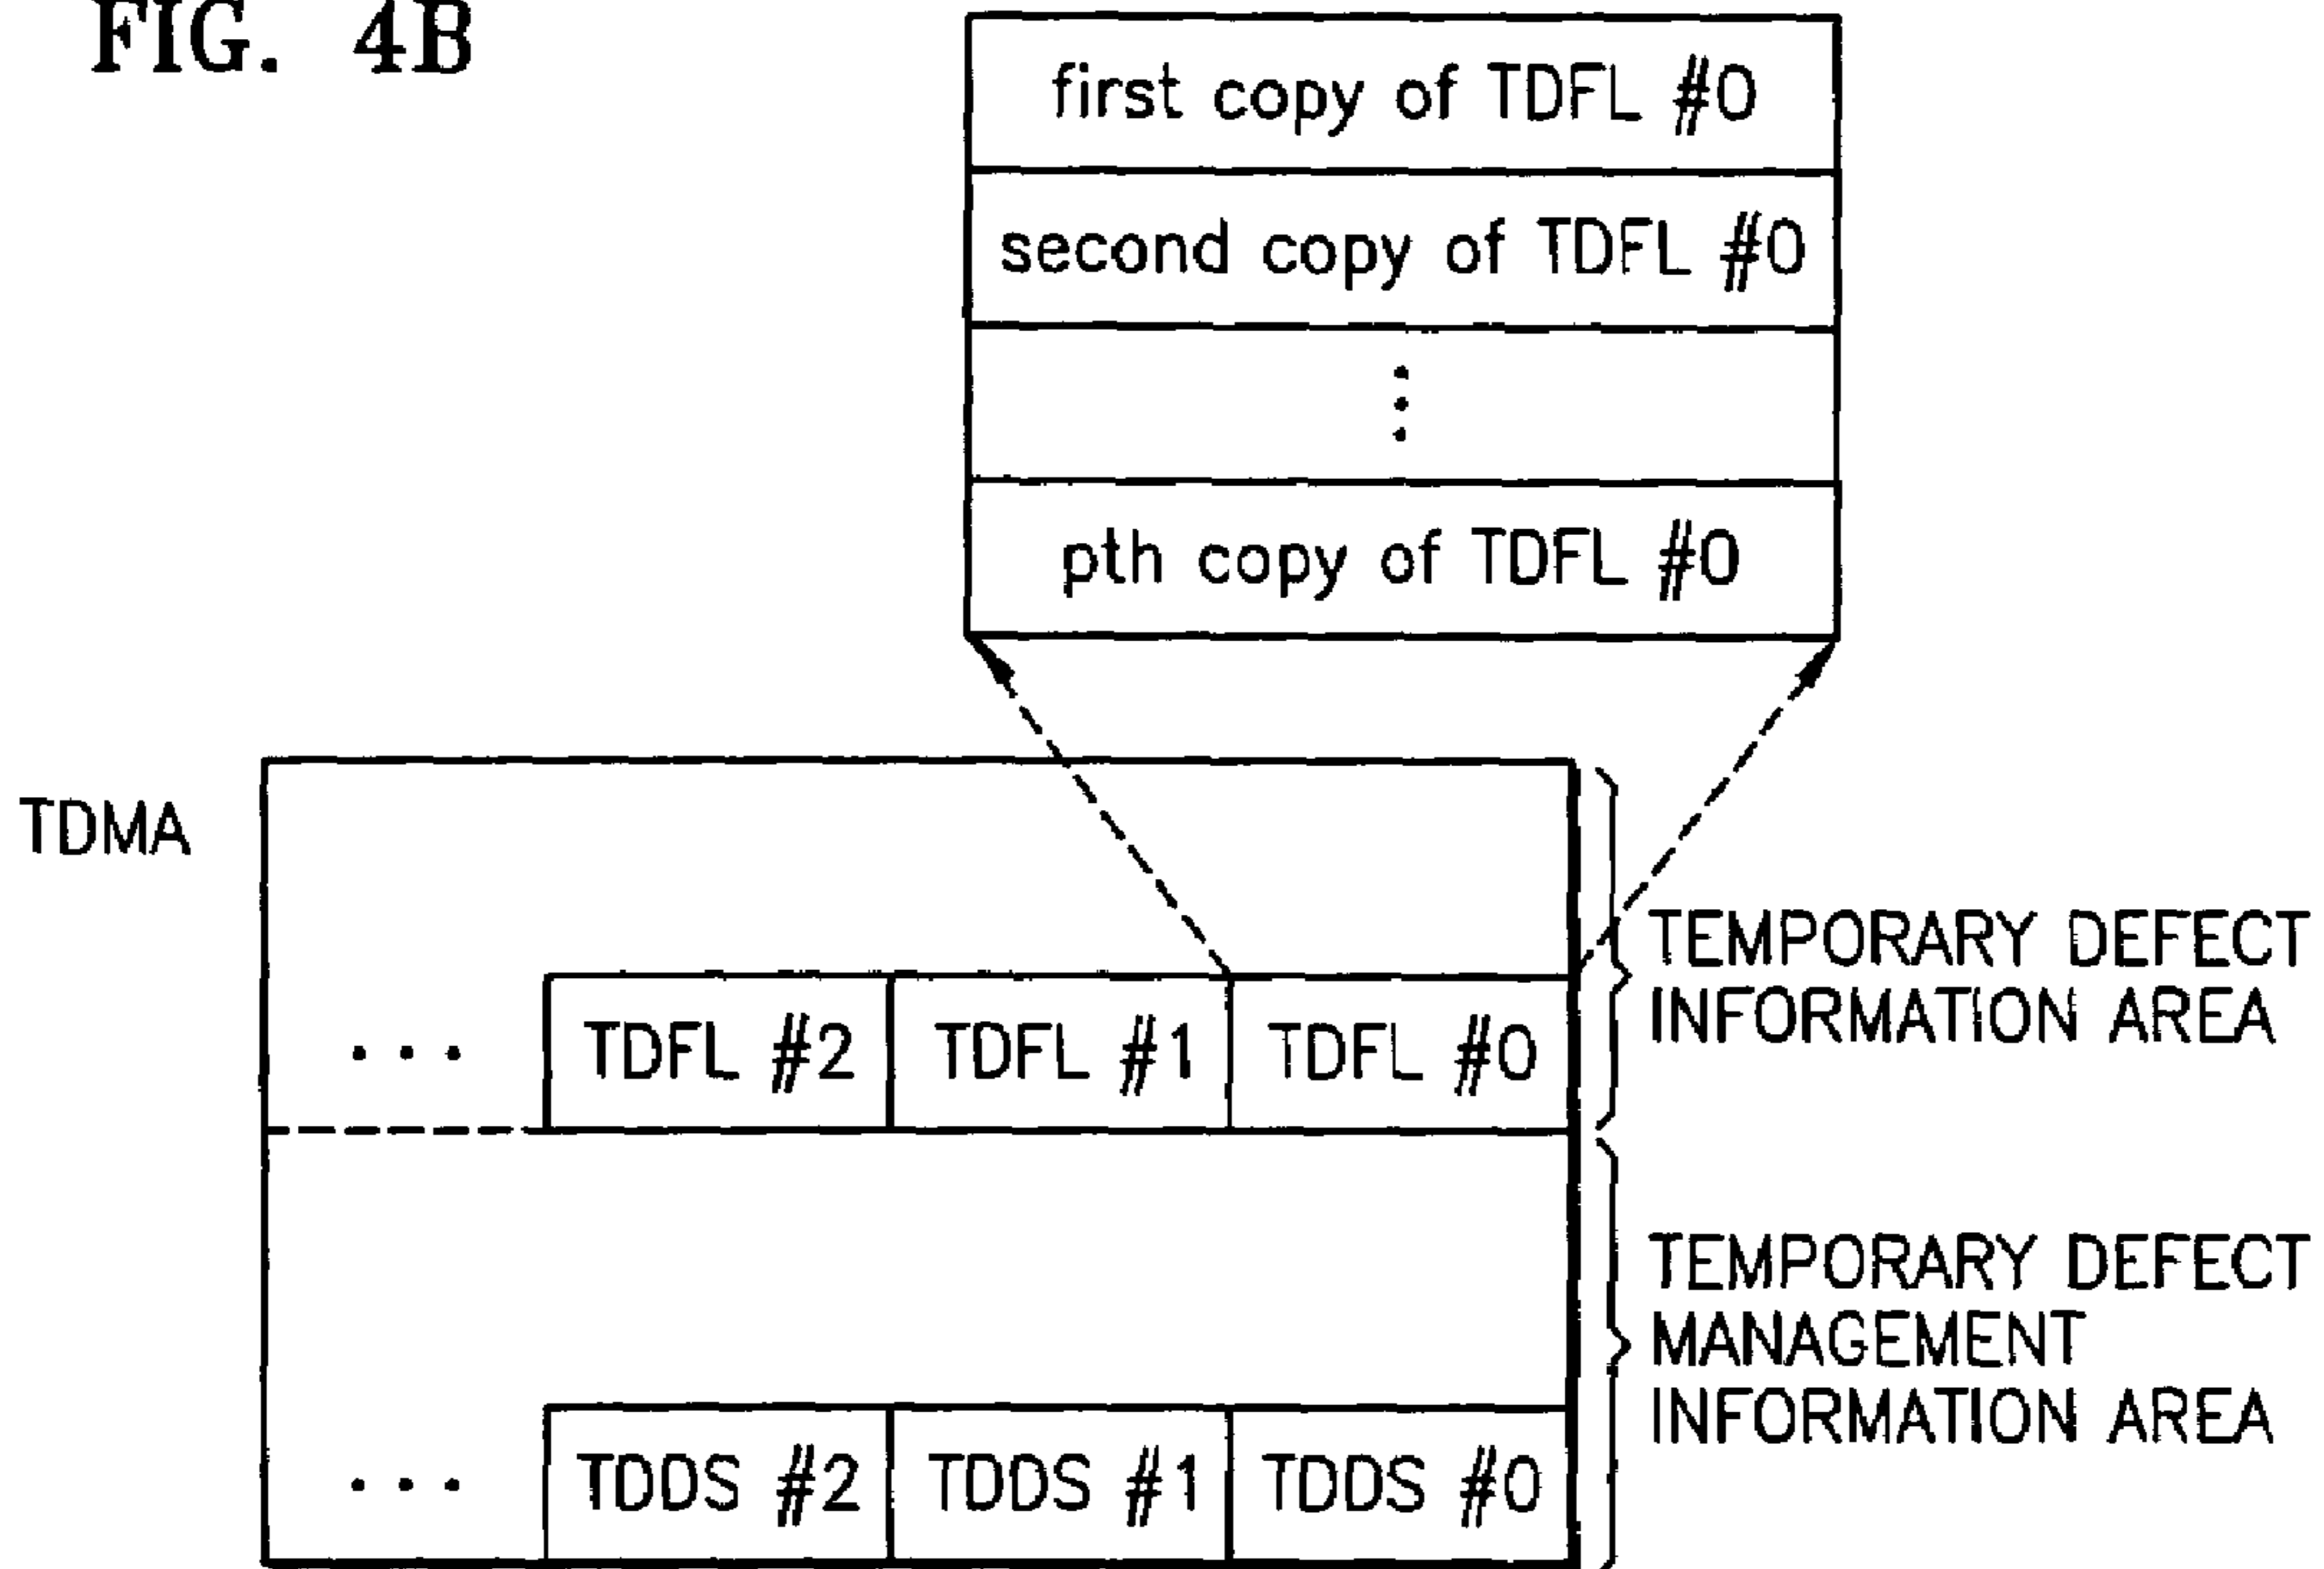 FIG. 4B
first copy of TDFL #0
second copy of TDFL #0
pth copy of TDFL #0
TDMA
TEMPORARY DEFECT
INFORMATION AREA
... TDFL #2 TDFL #1 TDFL #0
TEMPORARY DEFECT
MANAGEMENT
INFORMATION AREA
... TDDS #2 TDDS #1 TDDS #0